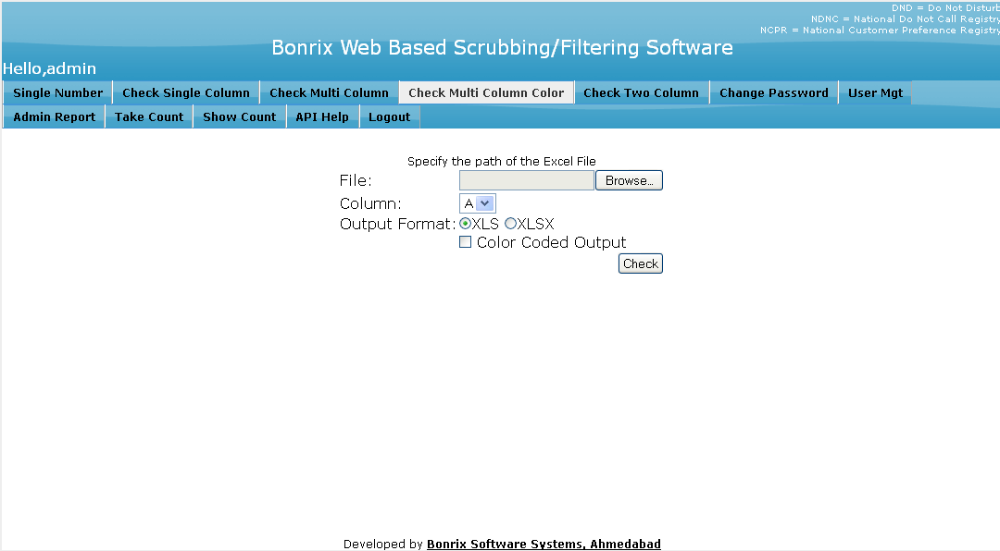 DND = Do Not Disturb
NDNC = National Do Not Call Registry
NCPR = National Customer Preference Registry
Bonrix Web Based Scrubbing/Filtering Software
Hello,admin
Single Number Check Single Column Check Multi Column Check Multi Column Color Check Two Column Change Password User Mgt
Admin Report Take Count Show Count API Help Logout
Specify the path of the Excel File
File: Browse...
Column: A
Output Format: XLS XLSX
Color Coded Output
Check
Developed by Bonrix Software Systems, Ahmedabad